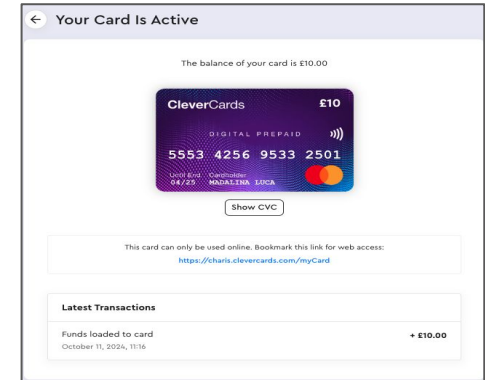 Your Card Is Active
The balance of your card is £10.00
CleverCards £10
DIGITAL PREPAID
5553 4256 9533 2501
Until End Cardholder
04/25 MADALINA LUCA
Show CVC
This card can only be used online. Bookmark this link for web access:
https://charis.clevercards.com/myCard
Latest Transactions
Funds loaded to card + £10.00
October 11, 2024, 11:16